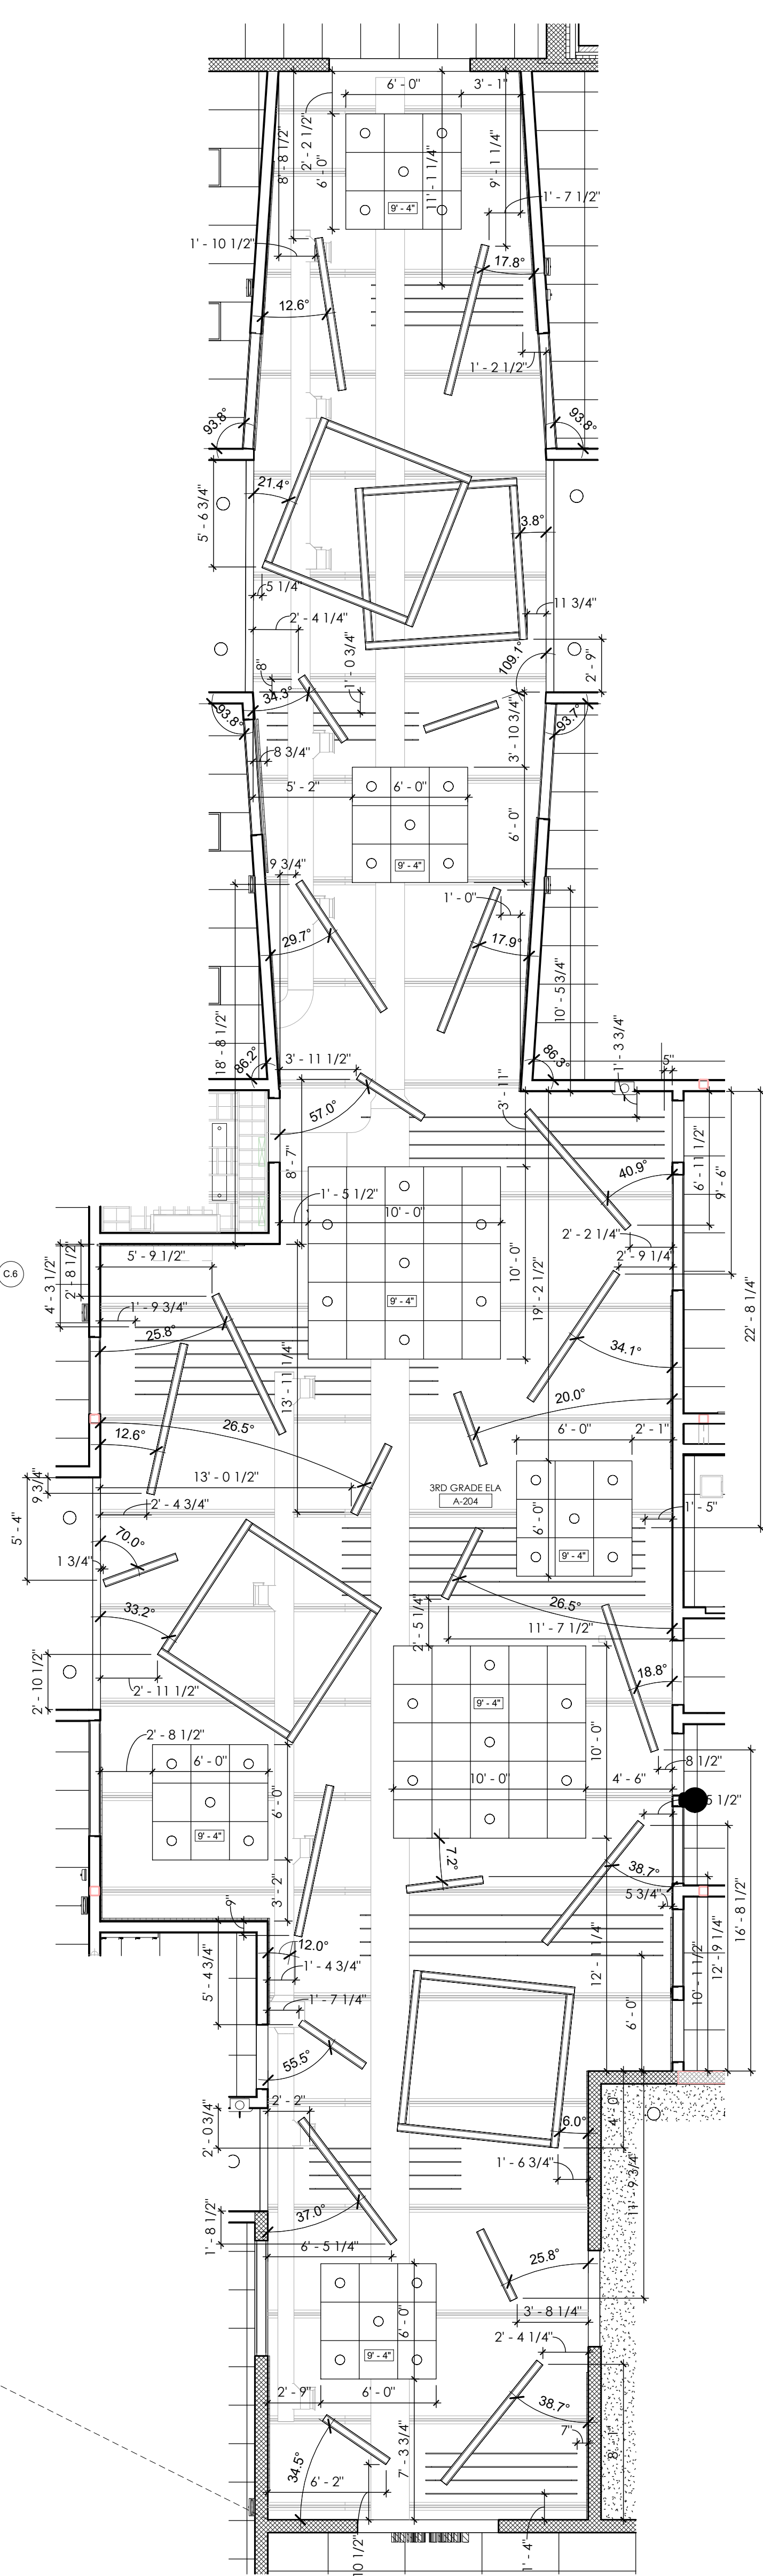 6' - 0"
3' - 1"
8' - 8 1/2"
2' - 2 1/2"
6' - 0"
11' - 1 1/4"
9' - 1 1/4"
1' - 7 1/2"
9' - 4"
1' - 10 1/2"
17.8°
12.6°
1' - 2 1/2"
93.8°
93.8°
5' - 6 3/4"
21.4°
3.8°
5 1/4"
11 3/4"
2' - 4 1/4"
1' - 0 3/4"
109.1°
2' - 9"
8"
34.3°
93.8°
93.7°
3' - 10 3/4"
8 3/4"
5' - 2"
6' - 0"
6' - 0"
9' - 4"
9 3/4"
1' - 0"
29.7°
17.9°
10' - 5 3/4"
18' - 8 1/2"
86.2°
86.3°
1' - 3 3/4"
5"
3' - 11 1/2"
3' - 11"
57.0°
8' - 7"
40.9°
6' - 11 1/2"
9' - 6"
1' - 5 1/2"
10' - 0"
2' - 2 1/4"
2' - 9 1/4"
5' - 9 1/2"
10' - 0"
19' - 2 1/2"
C.6
4' - 3 1/2"
2' - 8 1/2"
1' - 9 3/4"
9' - 4"
22' - 8 1/4"
25.8°
34.1°
13' - 11 1/4"
20.0°
12.6°
26.5°
6' - 0"
2' - 1"
13' - 0 1/2"
3RD GRADE ELA
A-204
9 3/4"
2' - 4 3/4"
1' - 5"
6' - 0"
5' - 4"
70.0°
1 3/4"
9' - 4"
33.2°
26.5°
2' - 5 1/4"
11' - 7 1/2"
18.8°
2' - 10 1/2"
2' - 11 1/2"
9' - 4"
2' - 8 1/2"
10' - 0"
8 1/2"
6' - 0"
10' - 0"
4' - 6"
6' - 0"
5 1/2"
9' - 4"
7.2°
38.7°
3' - 2"
9"
5 3/4"
16' - 8 1/2"
12.0°
12' - 1 1/4"
12' - 9 1/4"
10' - 1 1/2"
5' - 4 3/4"
1' - 4 3/4"
1' - 7 1/4"
6' - 0"
55.5°
2' - 2"
4' - 0"
6.0°
2' - 0 3/4"
1' - 6 3/4"
11' - 9 3/4"
37.0°
1' - 8 1/2"
6' - 5 1/4"
25.8°
6' - 0"
3' - 8 1/4"
9' - 4"
2' - 4 1/4"
2' - 9"
6' - 0"
38.7°
7"
8' - 1"
7' - 3 3/4"
34.5°
6' - 2"
10 1/2"
1' - 4"